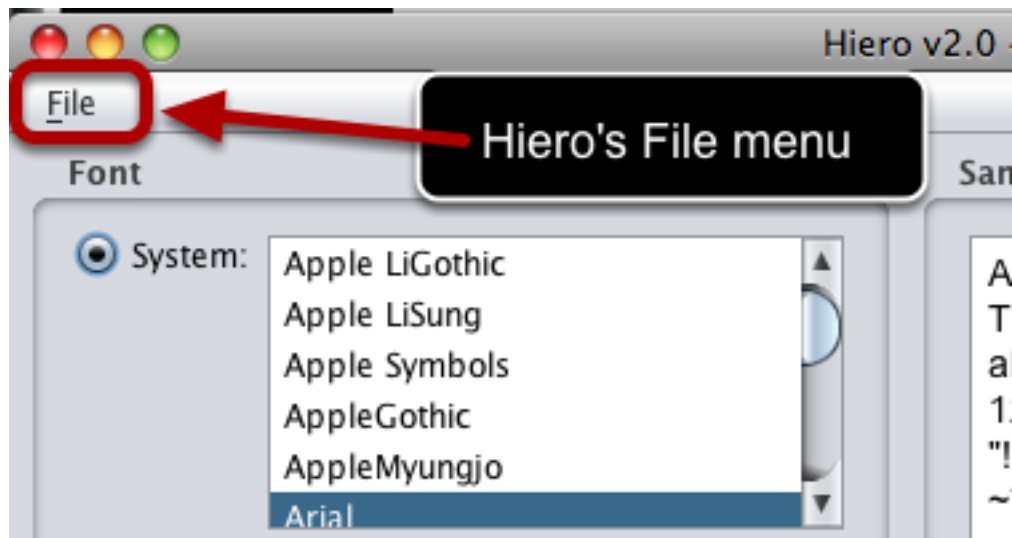 Hiero v2.0 -
File
Hiero's File menu
Font
System:
Apple LiGothic
Apple LiSung
Apple Symbols
AppleGothic
AppleMyungjo
Arial